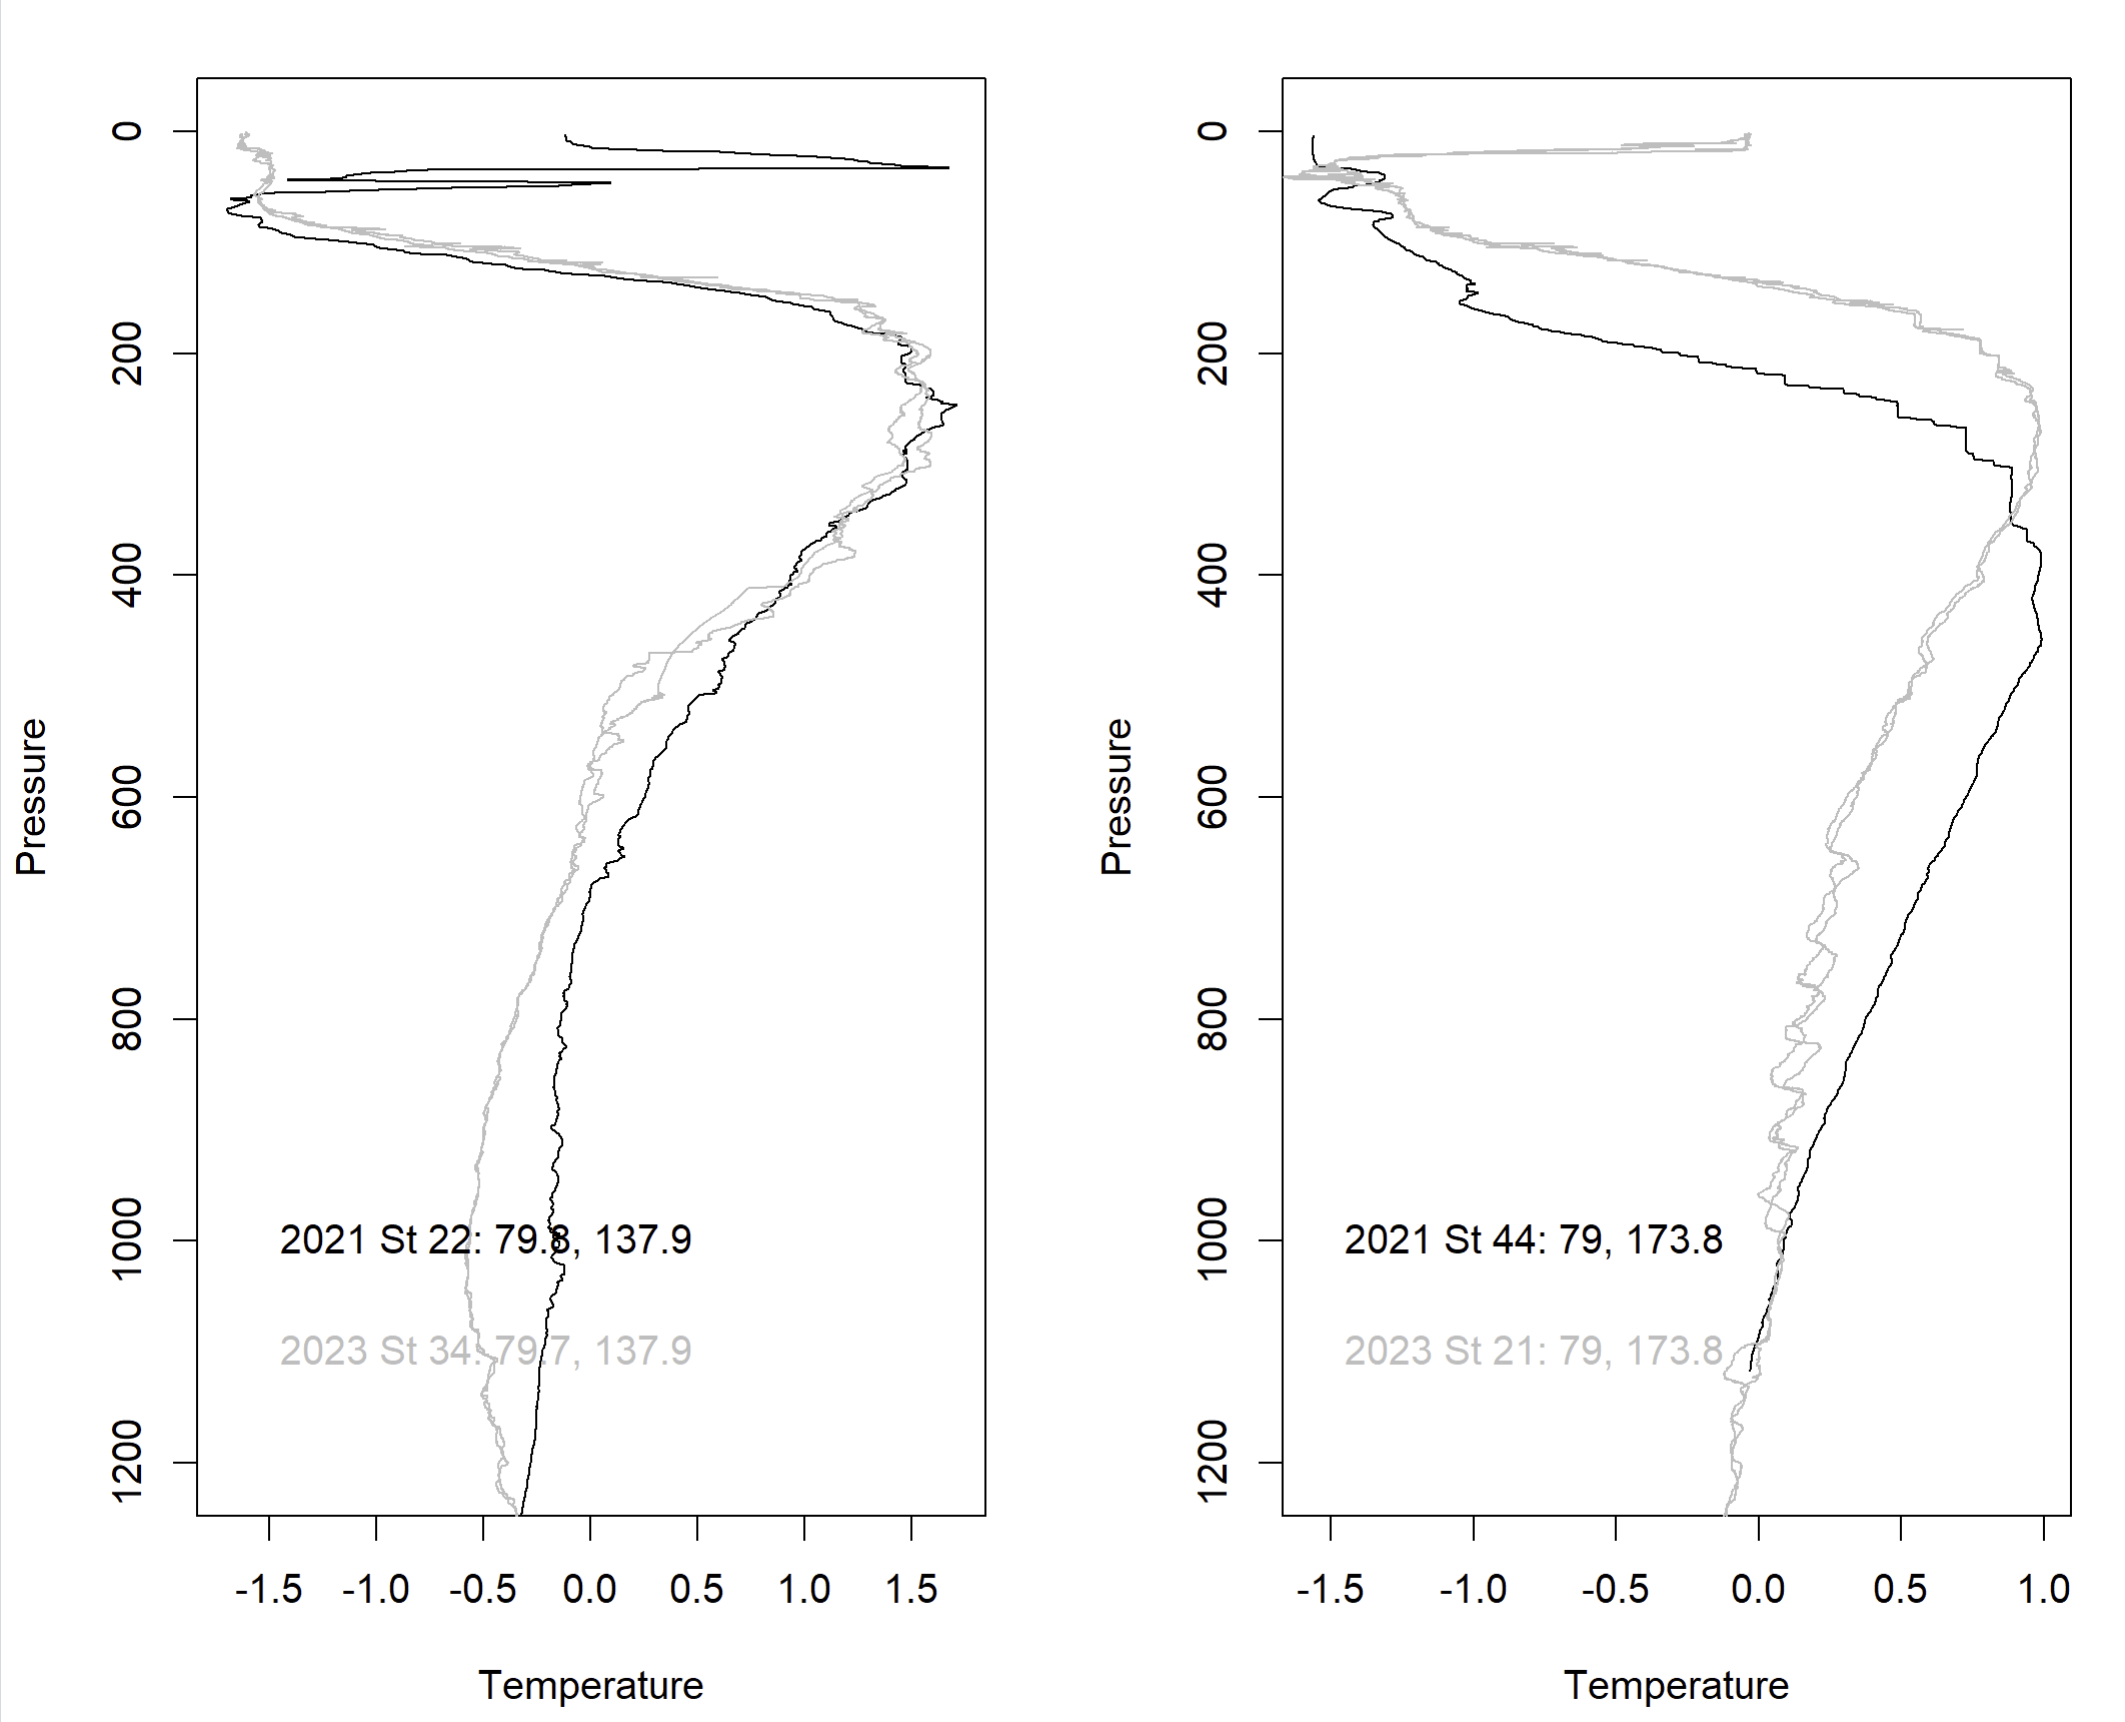 Pressure
0
200
400
600
800
1000
1200
2021 St 22: 79.8, 137.9
2023 St 34: 79.7, 137.9
-1.5 -1.0 -0.5 0.0 0.5 1.0 1.5
Temperature
Pressure
0
200
400
600
800
1000
1200
2021 St 44: 79, 173.8
2023 St 21: 79, 173.8
-1.5 -1.0 -0.5 0.0 0.5 1.0
Temperature